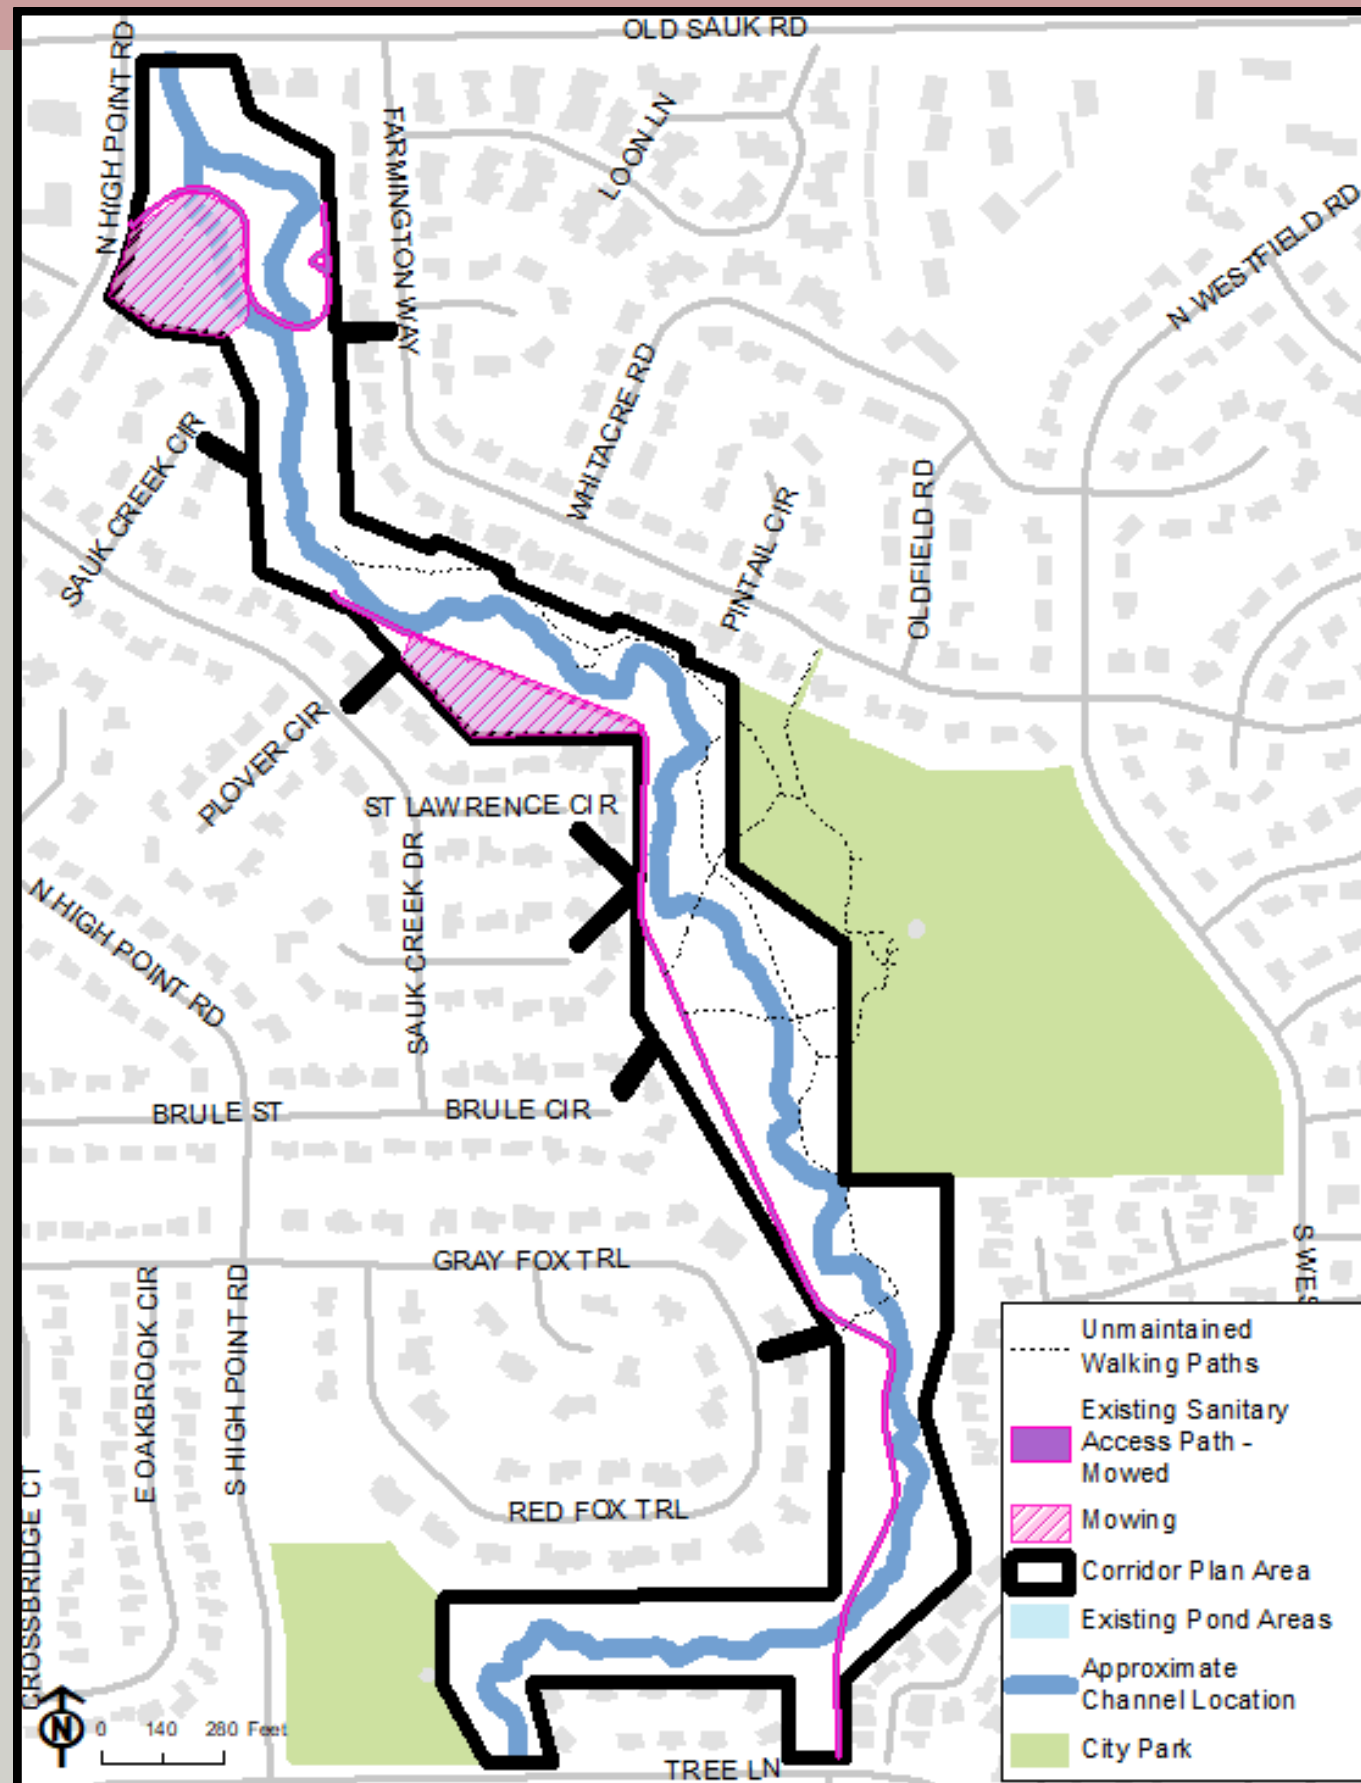 OLD SAUK RD
N HIGH POINT RD
FARMINGTON WAY
LOON LN
N WESTFIELD RD
WHITACRE RD
SAUK CREEK CIR
PINTAIL CIR
OLDFIELD RD
PLOVER CIR
ST LAWRENCE CIR
SAUK CREEK DR
N HIGH POINT RD
BRULE ST
BRULE CIR
GRAY FOX TRL
E OAKBROOK CIR
S HIGH POINT RD
S WES
RED FOX TRL
CROSSBRIDGE CT
TREE LN
N
0 140 280 Feet
Unmaintained
Walking Paths
Existing Sanitary
Access Path -
Mowed
Mowing
Corridor Plan Area
Existing Pond Areas
Approximate
Channel Location
City Park